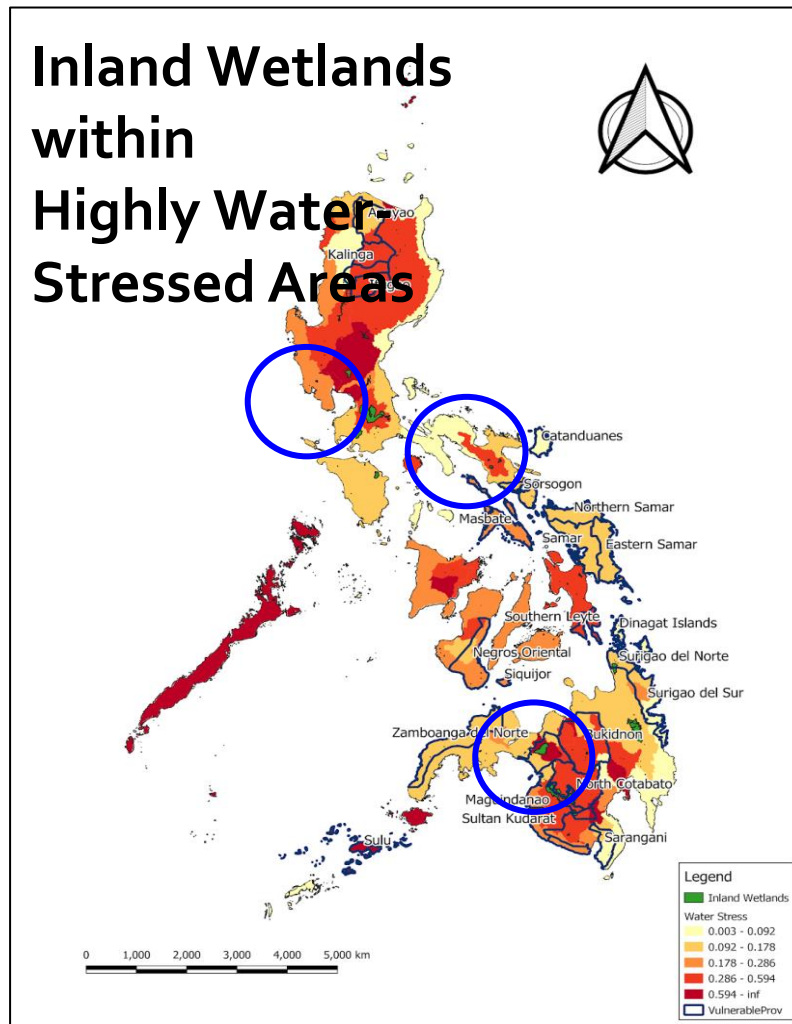 Inland Wetlands
within
Highly Water-
Stressed Areas
Kalinga
Catanduanes
Sorsogon
Masbate
Northern Samar
Samar
Eastern Samar
Southern Leyte
Dinagat Islands
Negros Oriental
Surigao del Norte
Siquijor
Surigao del Sur
Zamboanga del Norte
Bukidnon
North Cotabato
Maguindanao
Sultan Kudarat
Sarangani
Sulu
Legend
Inland Wetlands
Water Stress
0.003 - 0.092
0.092 - 0.178
0.178 - 0.286
0.286 - 0.594
0.594 - inf
VulnerableProv
0 1,000 2,000 3,000 4,000 5,000 km